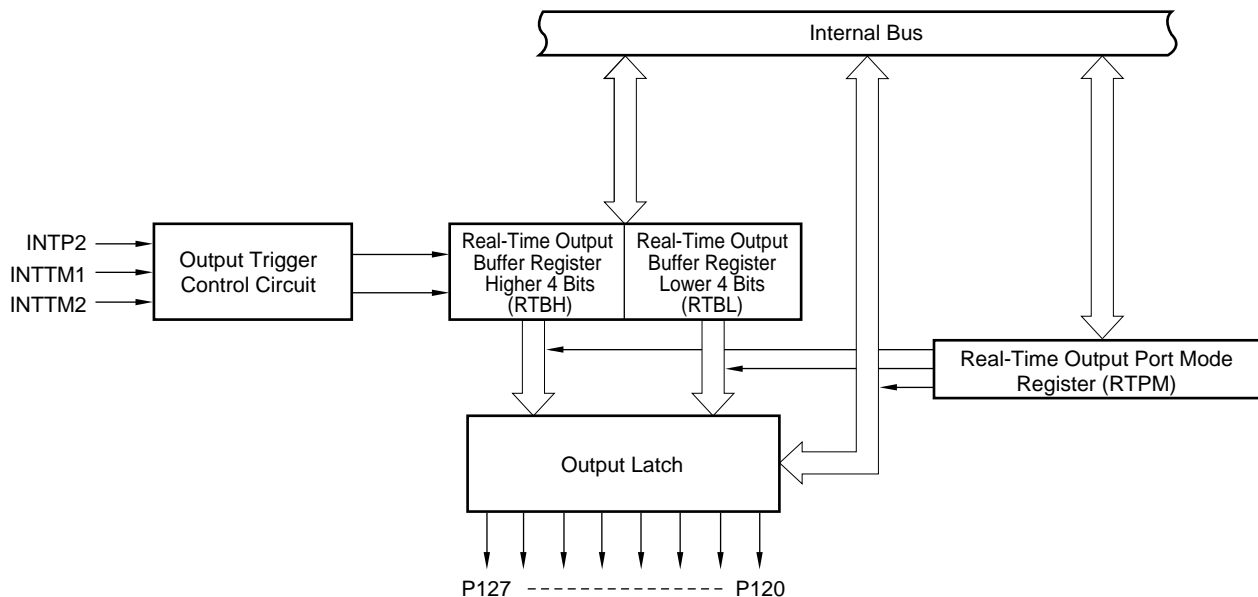 Internal Bus
INTP2
INTTM1
INTTM2
Output Trigger
Control Circuit
Real-Time Output
Buffer Register
Higher 4 Bits
(RTBH)
Real-Time Output
Buffer Register
Lower 4 Bits
(RTBL)
Real-Time Output Port Mode
Register (RTPM)
Output Latch
P127
P120